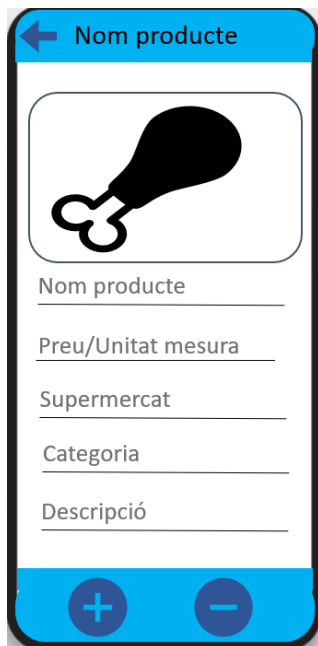 Nom producte
Nom producte
Preu/Unitat mesura
Supermercat
Categoria
Descripció